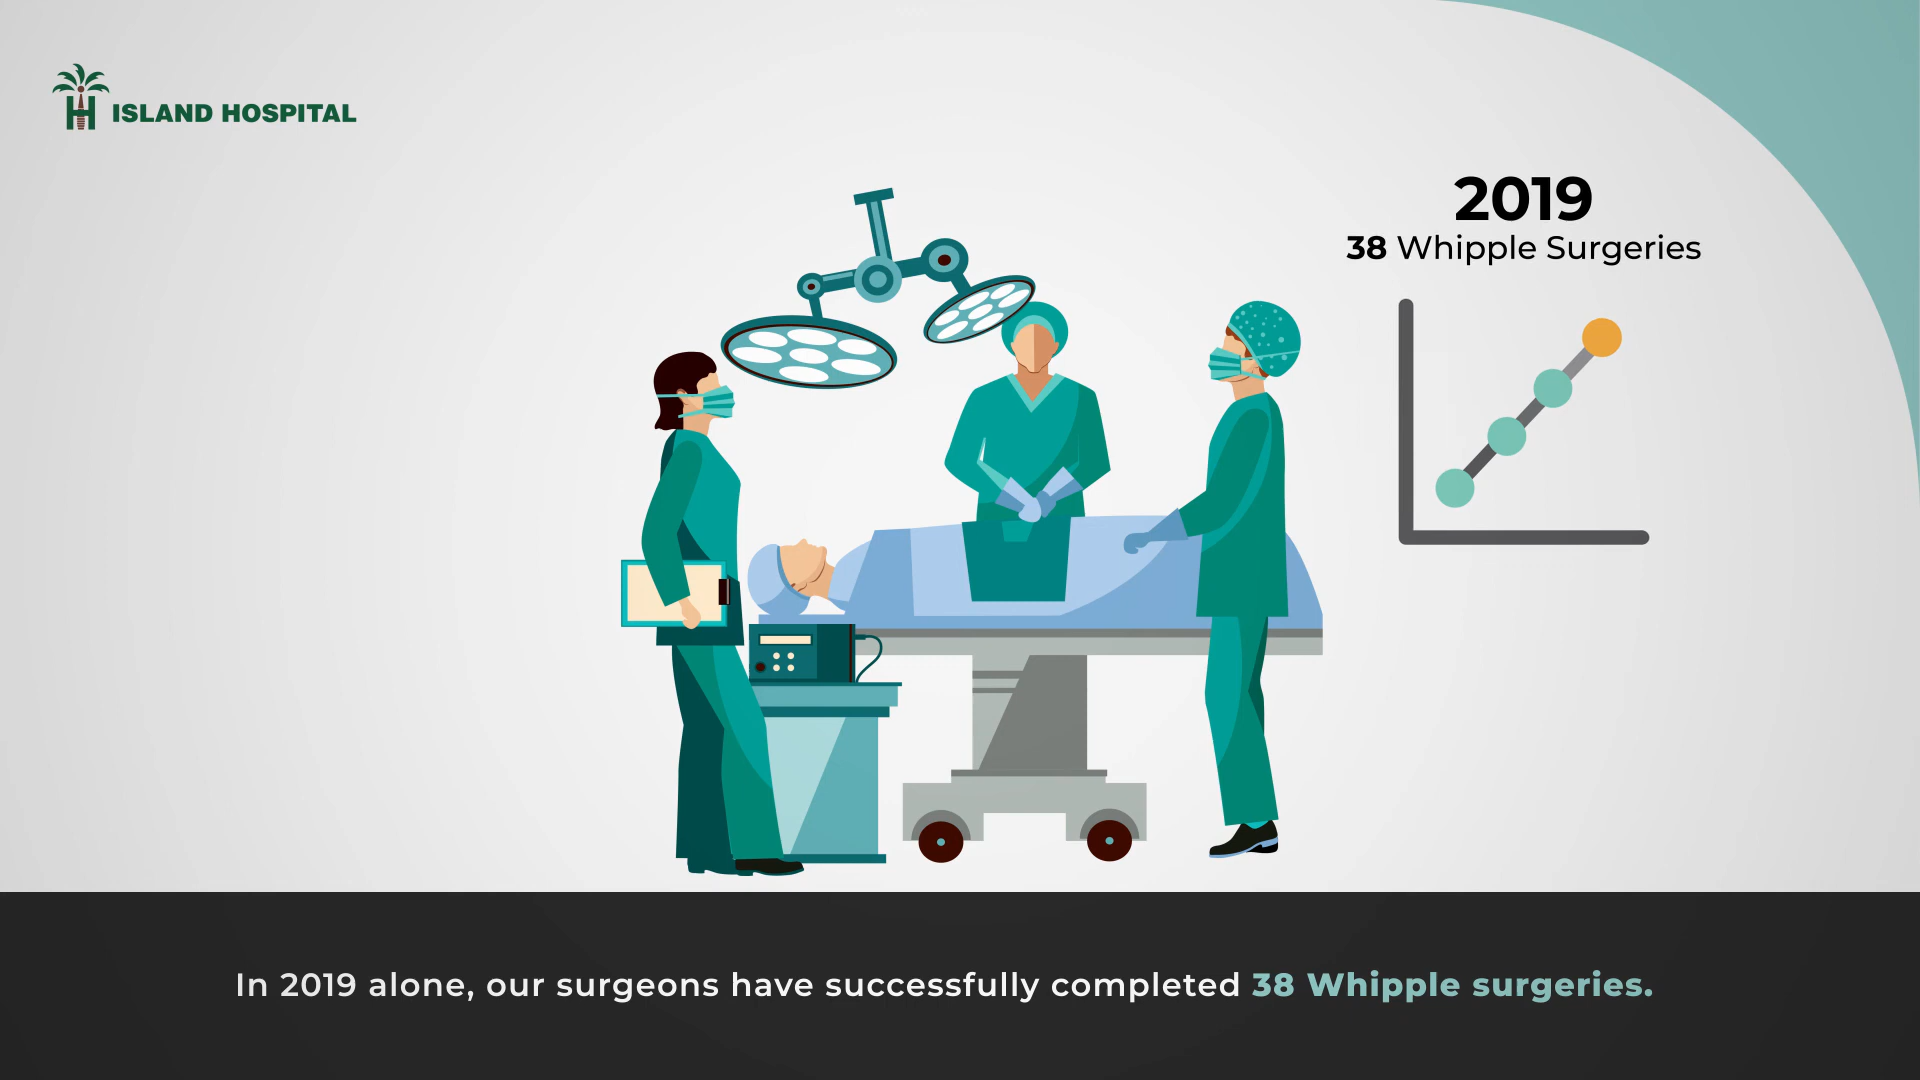 ISLAND HOSPITAL
2019
38 Whipple Surgeries
In 2019 alone, our surgeons have successfully completed 38 Whipple surgeries.